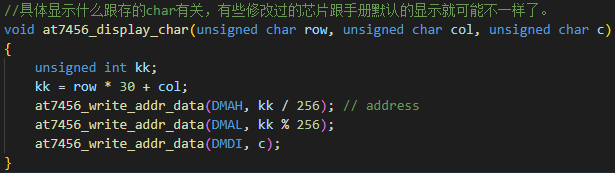 //具体显示什么跟存的char有关，有些修改过的芯片跟手册默认的显示就可能不一样了。
void at7456_display_char(unsigned char row, unsigned char col, unsigned char c)
{
    unsigned int kk;
    kk = row * 30 + col;
    at7456_write_addr_data(DMAH, kk / 256); // address
    at7456_write_addr_data(DMAL, kk % 256);
    at7456_write_addr_data(DMDI, c);
}